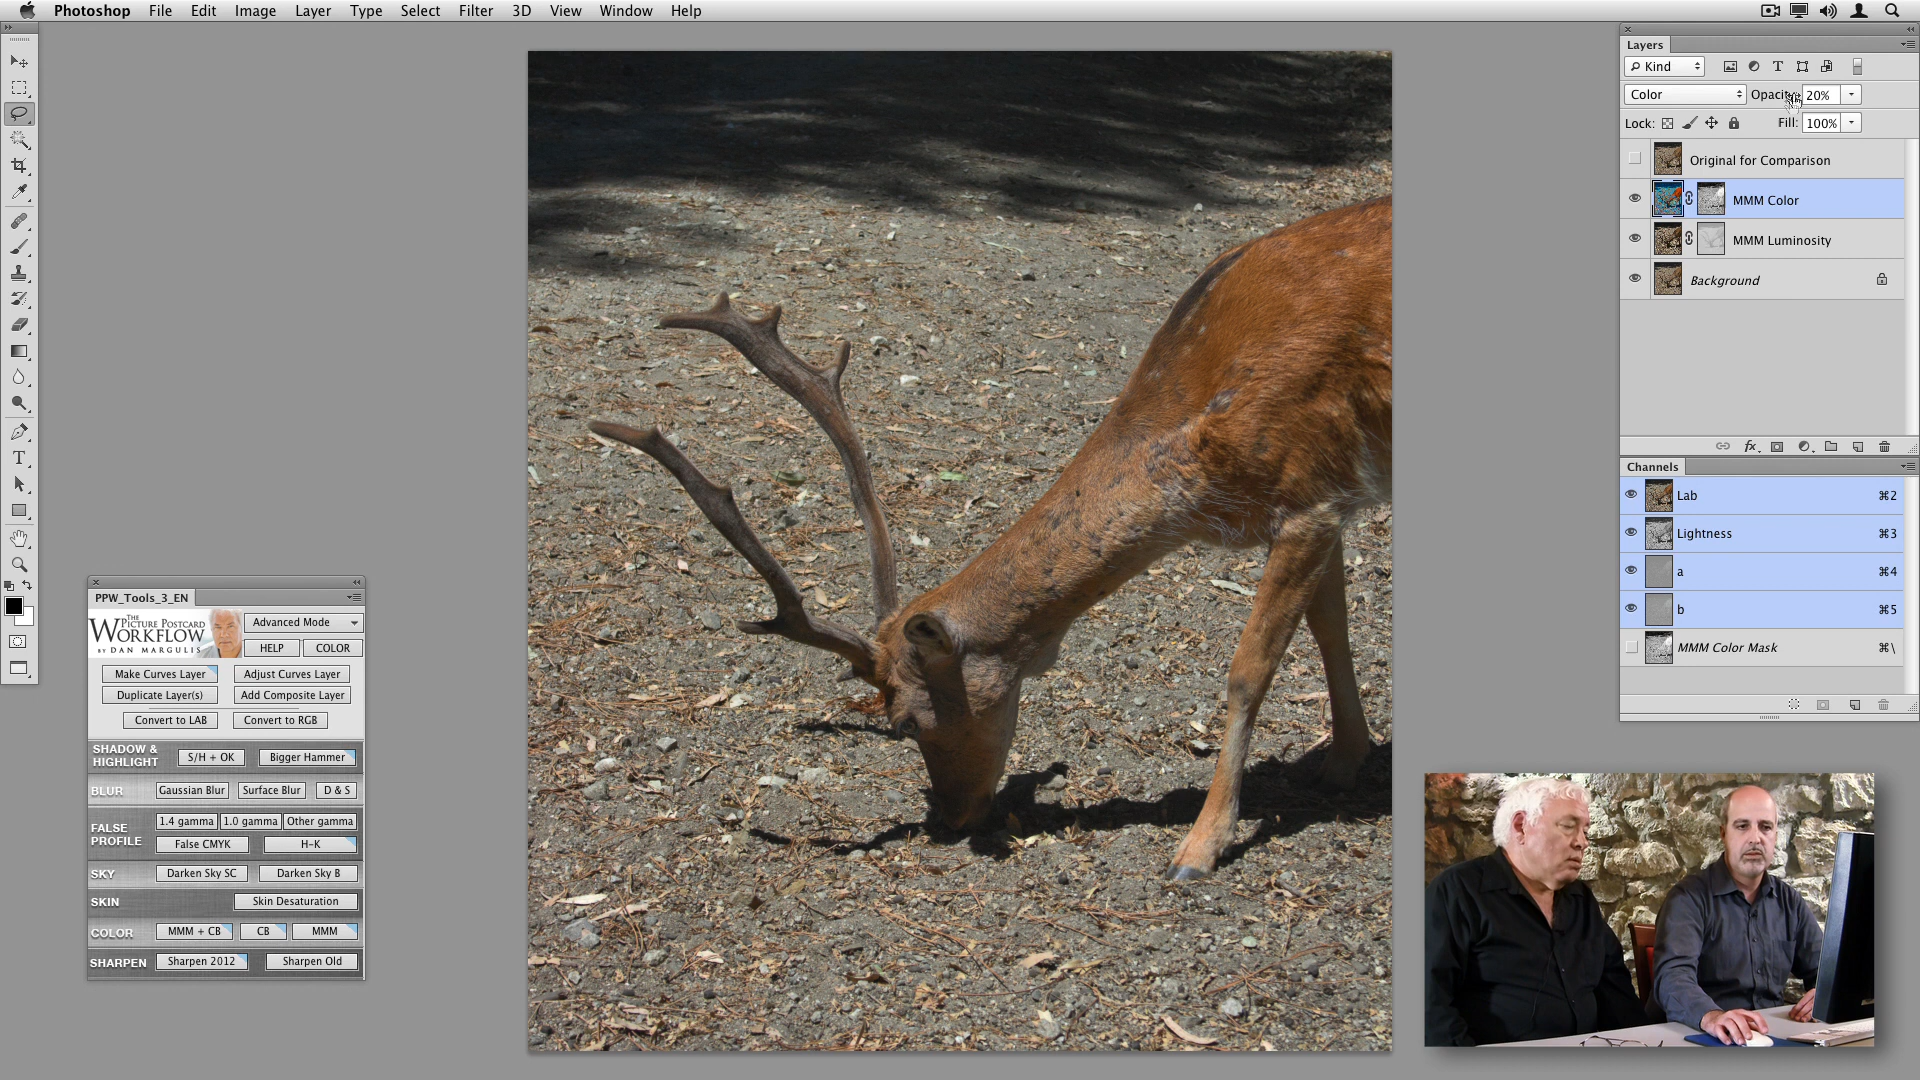 Photoshop File Edit Image Layer Type Select Filter 3D View Window Help
Layers
Kind
Color Opacity 20%
Lock: Fill: 100%
Original for Comparison
MMM Color
MMM Luminosity
Background
Channels
Lab ⌘2
Lightness ⌘3
a ⌘4
b ⌘5
MMM Color Mask ⌘\
PPW_Tools_3_EN
THE
PICTURE POSTCARD
WORKFLOW
BY DAN MARGULIS
Advanced Mode
HELP COLOR
Make Curves Layer Adjust Curves Layer
Duplicate Layer(s) Add Composite Layer
Convert to LAB Convert to RGB
SHADOW &
HIGHLIGHT
S/H + OK Bigger Hammer
BLUR Gaussian Blur Surface Blur D & S
FALSE
PROFILE
1.4 gamma 1.0 gamma Other gamma
False CMYK H-K
SKY Darken Sky SC Darken Sky B
SKIN Skin Desaturation
COLOR MMM + CB CB MMM
SHARPEN Sharpen 2012 Sharpen Old